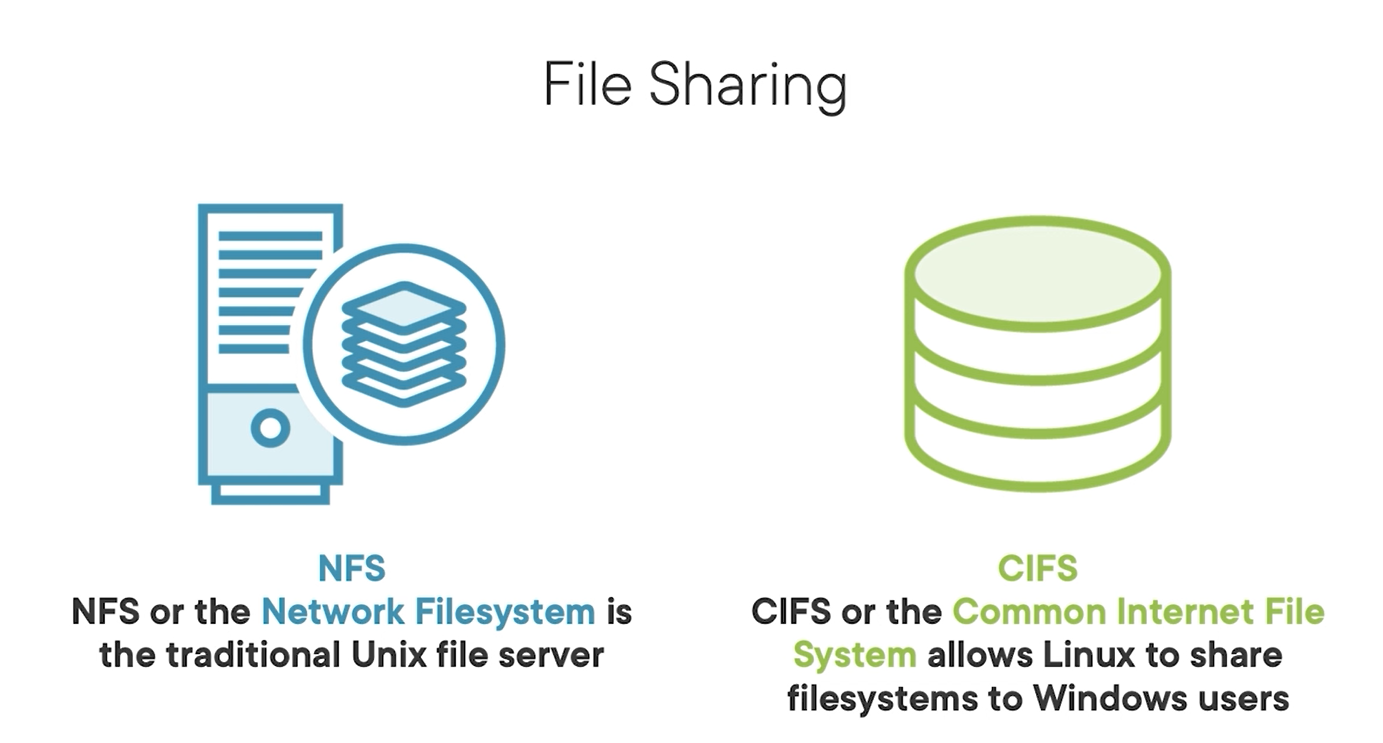 File Sharing
NFS
NFS or the Network Filesystem is
the traditional Unix file server
CIFS
CIFS or the Common Internet File
System allows Linux to share
filesystems to Windows users